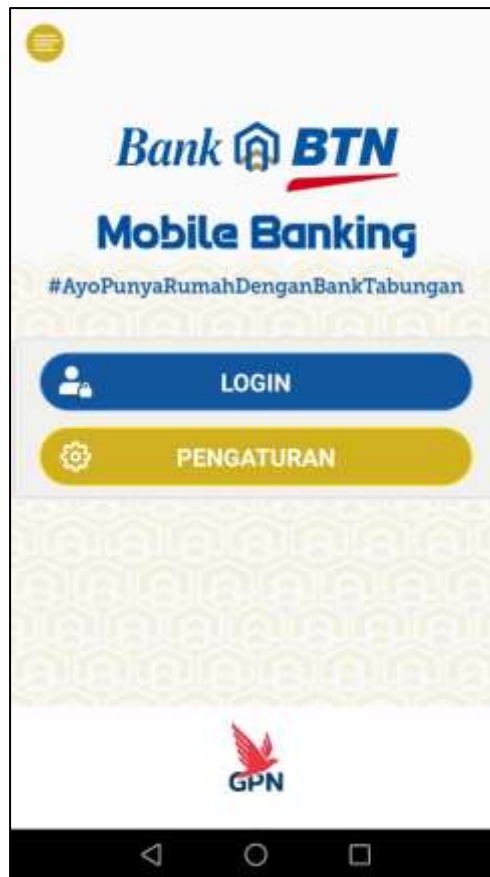 Bank BTN
Mobile Banking
#AyoPunyaRumahDenganBankTabungan
LOGIN
PENGATURAN
GPN